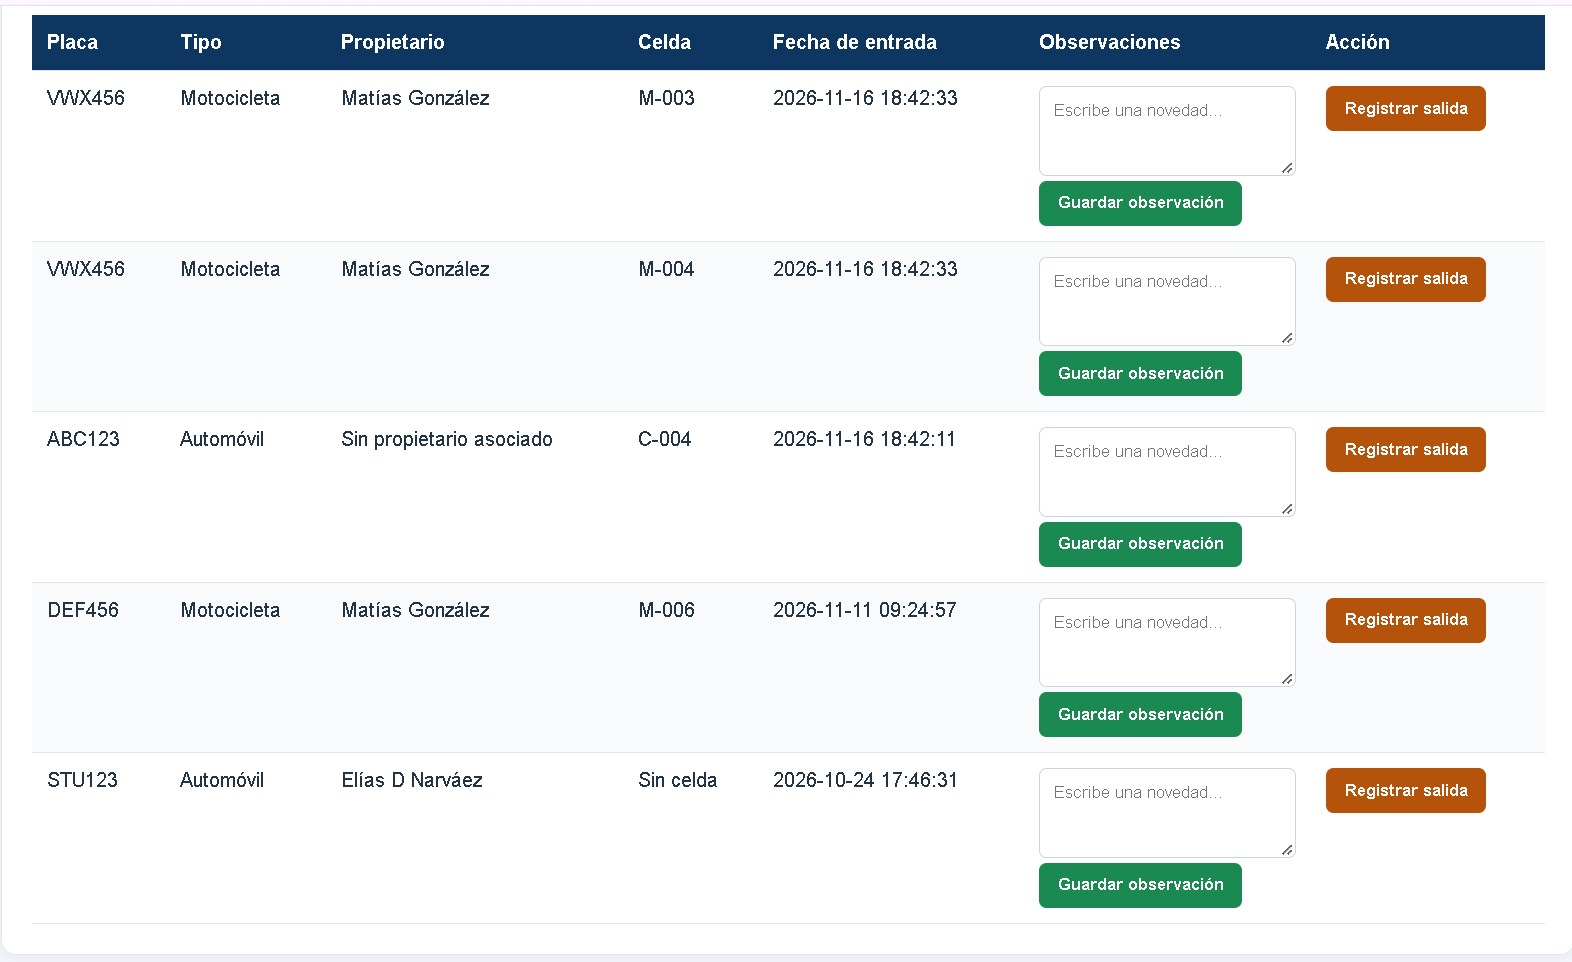 Placa Tipo Propietario Celda Fecha de entrada Observaciones Acción
VWX456 Motocicleta Matías González M-003 2026-11-16 18:42:33 Escribe una novedad... Registrar salida
Guardar observación
VWX456 Motocicleta Matías González M-004 2026-11-16 18:42:33 Escribe una novedad... Registrar salida
Guardar observación
ABC123 Automóvil Sin propietario asociado C-004 2026-11-16 18:42:11 Escribe una novedad... Registrar salida
Guardar observación
DEF456 Motocicleta Matías González M-006 2026-11-11 09:24:57 Escribe una novedad... Registrar salida
Guardar observación
STU123 Automóvil Elías D Narváez Sin celda 2026-10-24 17:46:31 Escribe una novedad... Registrar salida
Guardar observación